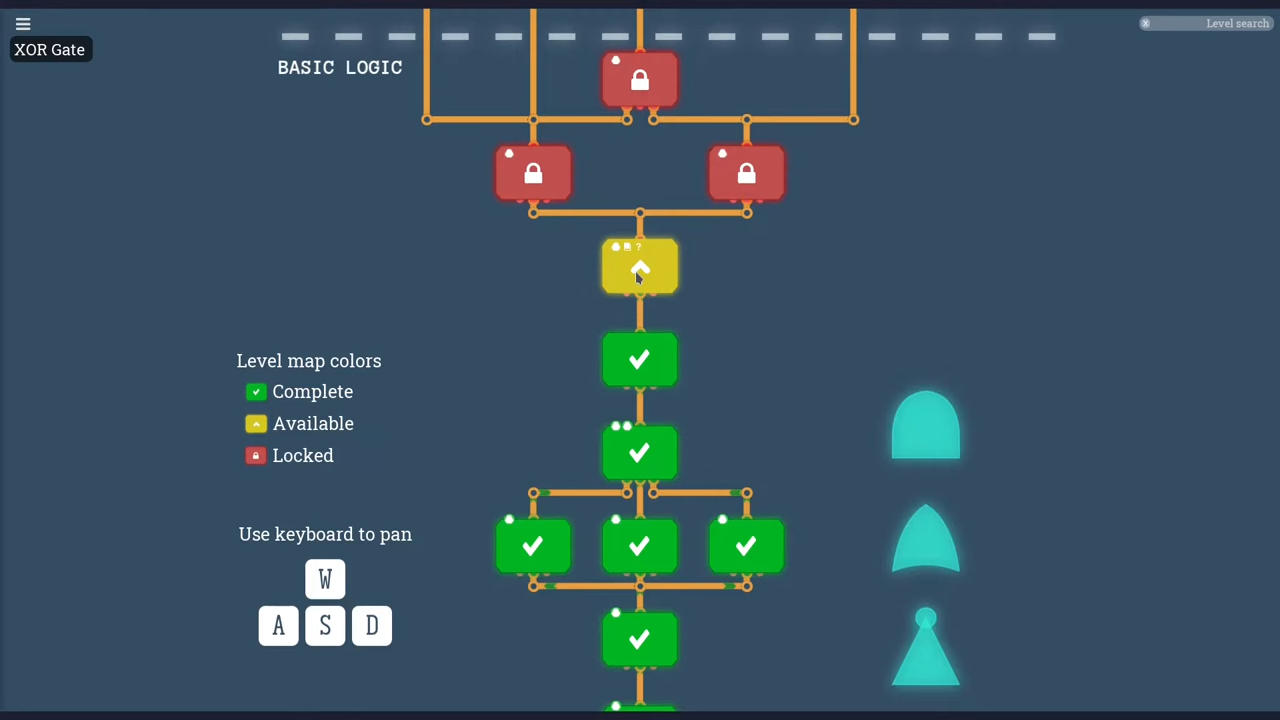 Level search
XOR Gate
BASIC LOGIC
?
Level map colors
Complete
Available
Locked
Use keyboard to pan
W
A S D